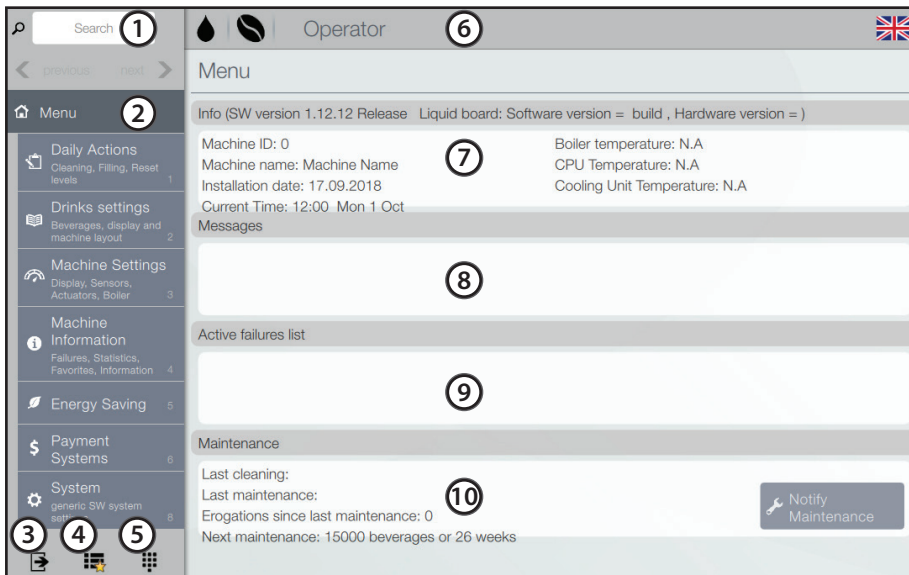 Search
1
previous next
2
Menu
Daily Actions
Cleaning, Filling, Reset
levels 1
Drinks settings
Beverages, display and
machine layout 2
Machine Settings
Display, Sensors,
Actuators, Boiler 3
Machine
Information
Failures, Statistics,
Favorites, Information 4
Energy Saving 5
Payment
Systems 6
System
generic SW system
8
3 4 5
Operator 6
Menu
Info (SW version 1.12.12 Release Liquid board: Software version = build , Hardware version = )
Machine ID: 0
Machine name: Machine Name
Installation date: 17.09.2018
Current Time: 12:00 Mon 1 Oct
7
Boiler temperature: N.A
CPU Temperature: N.A
Cooling Unit Temperature: N.A
Messages
8
Active failures list
9
Maintenance
Last cleaning:
Last maintenance:
Erogations since last maintenance: 0
Next maintenance: 15000 beverages or 26 weeks
10
Notify
Maintenance